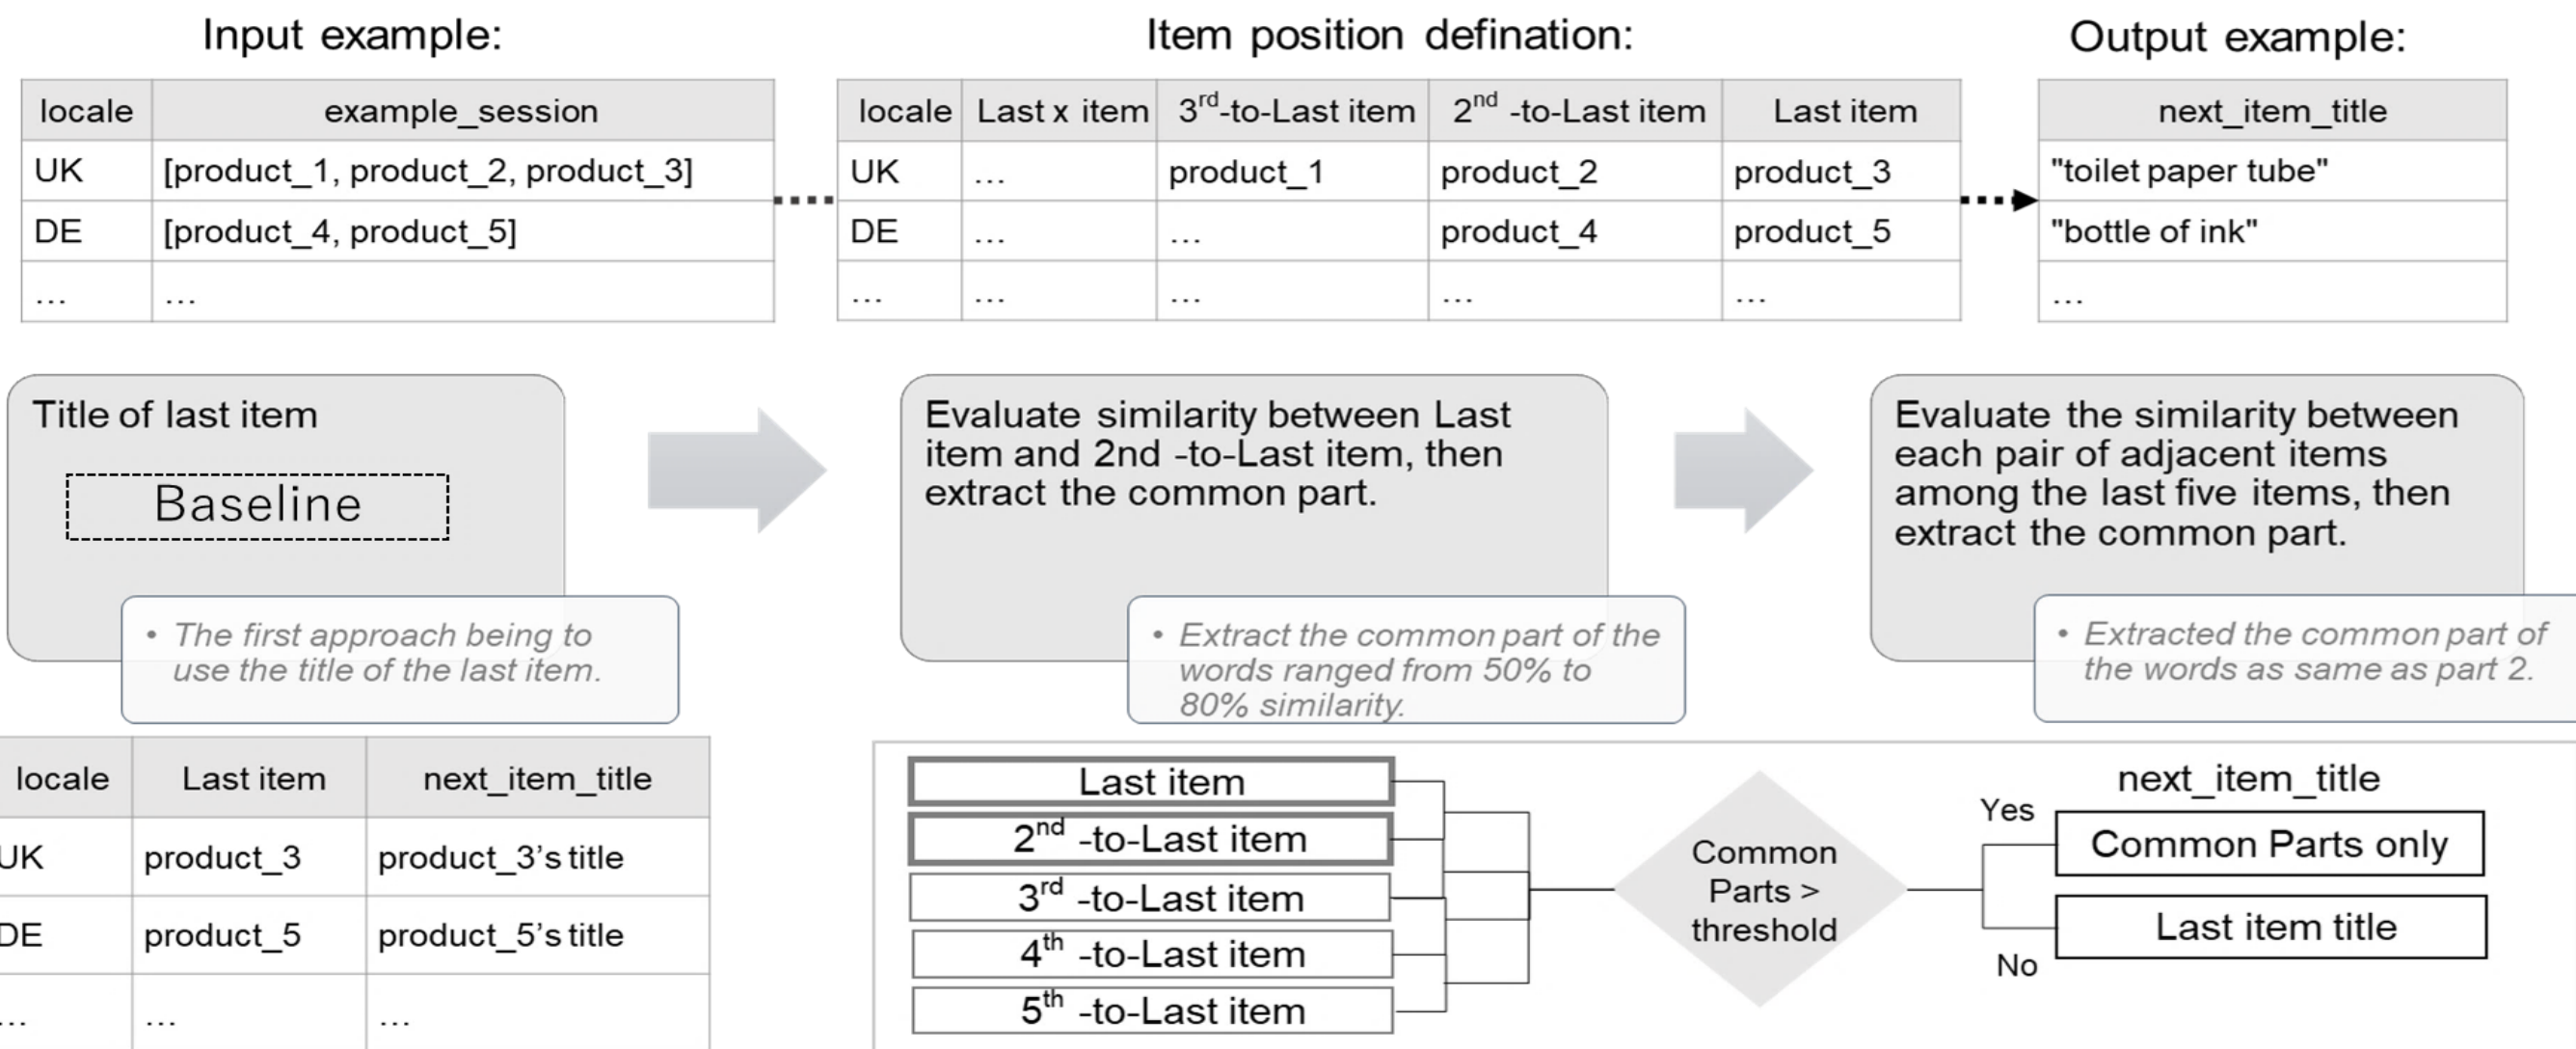 Input example:
locale example_session
UK [product_1, product_2, product_3]
DE [product_4, product_5]
... ...
Item position defination:
locale Last x item 3rd-to-Last item 2nd -to-Last item Last item
UK ... product_1 product_2 product_3
DE ... ... product_4 product_5
... ... ... ... ...
Output example:
next_item_title
"toilet paper tube"
"bottle of ink"
...
Title of last item
Baseline
• The first approach being to
use the title of the last item.
Evaluate similarity between Last
item and 2nd -to-Last item, then
extract the common part.
• Extract the common part of the
words ranged from 50% to
80% similarity.
Evaluate the similarity between
each pair of adjacent items
among the last five items, then
extract the common part.
• Extracted the common part of
the words as same as part 2.
locale Last item next_item_title
UK product_3 product_3's title
DE product_5 product_5's title
... ... ...
Last item
2nd -to-Last item
3rd -to-Last item
4th -to-Last item
5th -to-Last item
Common
Parts >
threshold
next_item_title
Yes
Common Parts only
Last item title
No